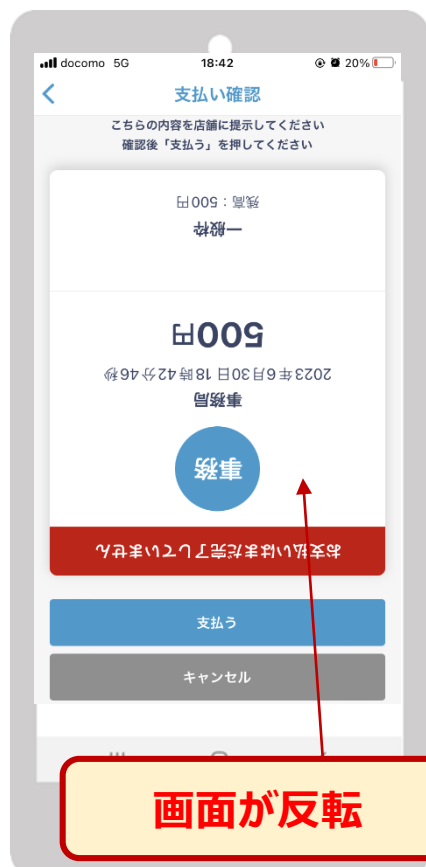 docomo 5G 18:42 20%
支払い確認
こちらの内容を店舗に提示してください
確認後「支払う」を押してください
お支払いはまだ完了していません
事務
事務局
2023年6月30日 18時42分46秒
500円
一般枠
残高：500円
支払う
キャンセル
画面が反転